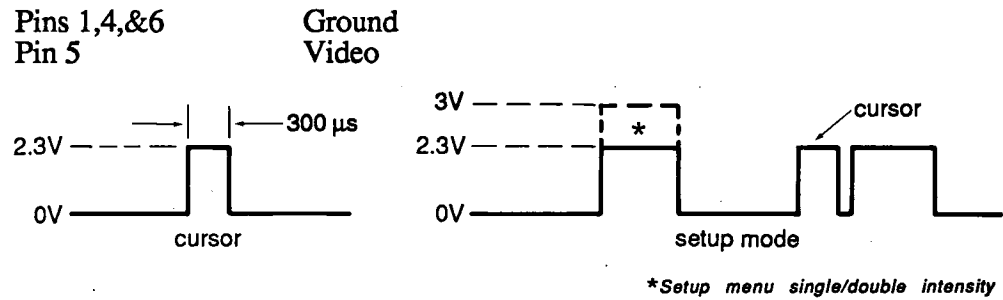 Pins 1,4,&6 Ground
Pin 5 Video
300 μs
2.3V
0V
cursor
3V
2.3V
0V
*
cursor
setup mode
*Setup menu single/double intensity